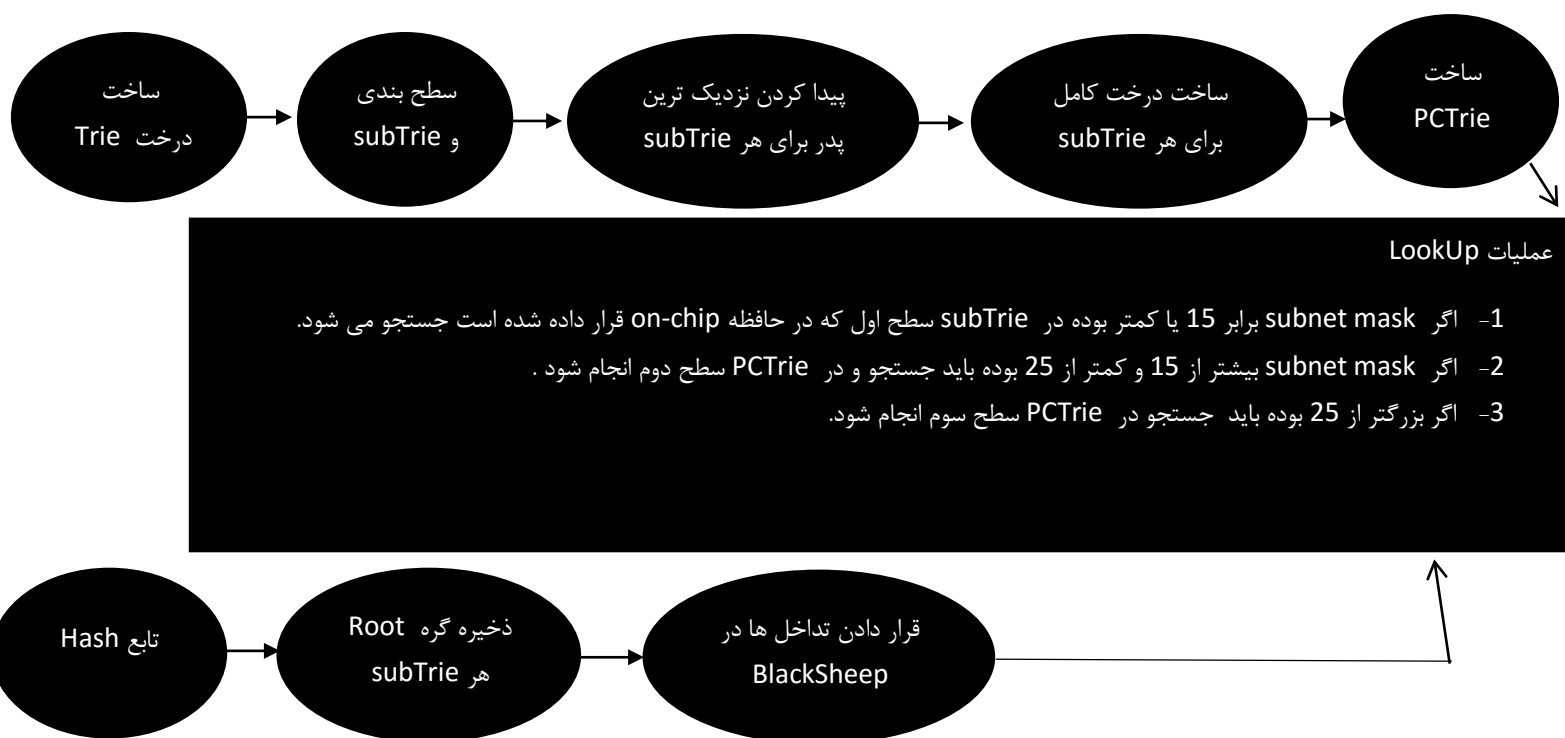 ساخت
درخت Trie
سطح بندی
و subTrie
پیدا کردن نزدیک ترین
پدر برای هر subTrie
ساخت درخت کامل
برای هر subTrie
ساخت
PCTrie
عملیات LookUp
1- اگر subnet mask برابر 15 یا کمتر بوده در subTrie سطح اول که در حافظه on-chip قرار داده شده است جستجو می شود.
2- اگر subnet mask بیشتر از 15 و کمتر از 25 بوده باید جستجو و در PCTrie سطح دوم انجام شود .
3- اگر بزرگتر از 25 بوده باید جستجو در PCTrie سطح سوم انجام شود.
تابع Hash
ذخیره گره Root
هر subTrie
قرار دادن تداخل ها در
BlackSheep